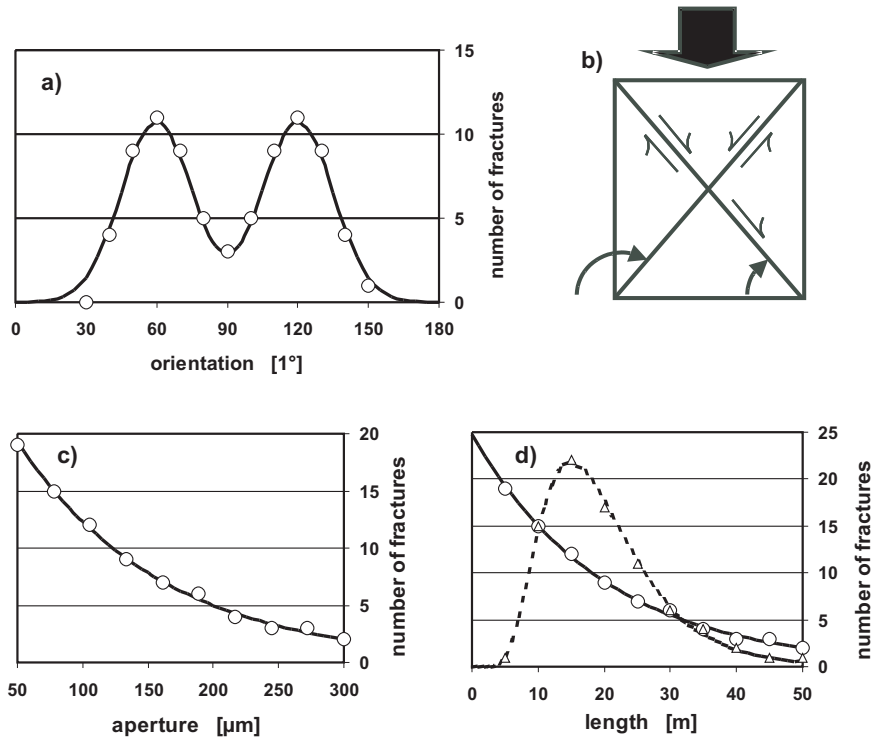 a)
15
10
5
0
number of fractures
0 30 60 90 120 150 180
orientation [1°]
b)
c)
20
15
10
5
0
number of fractures
50 100 150 200 250 300
aperture [µm]
d)
25
20
15
10
5
0
number of fractures
0 10 20 30 40 50
length [m]